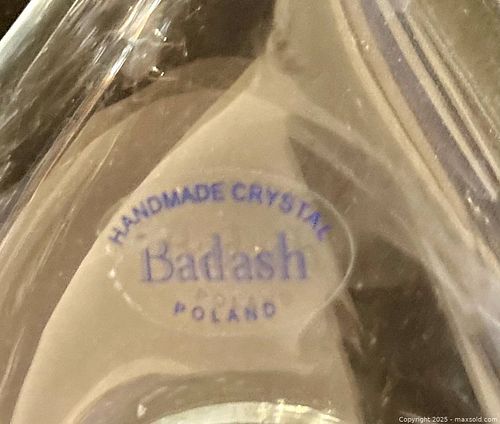 HANDMADE CRYSTAL
Badash
POLAND
Copyright 2025 - maxsold.com